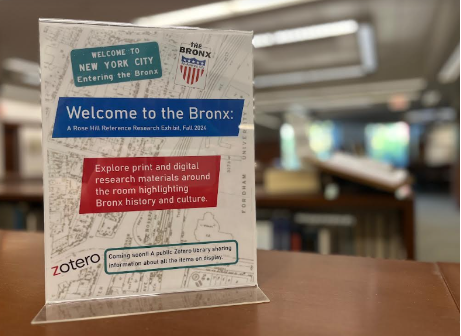 WELCOME TO
NEW YORK CITY
Entering the Bronx
THE
BRONX
Welcome to the Bronx:
A Rose Hill Reference Research Exhibit, Fall 2024
Explore print and digital
research materials around
the room highlighting
Bronx history and culture.
FORDHAM UNIVERSITY
zotero
Coming soon! A public Zotero library sharing
information about all the items on display.